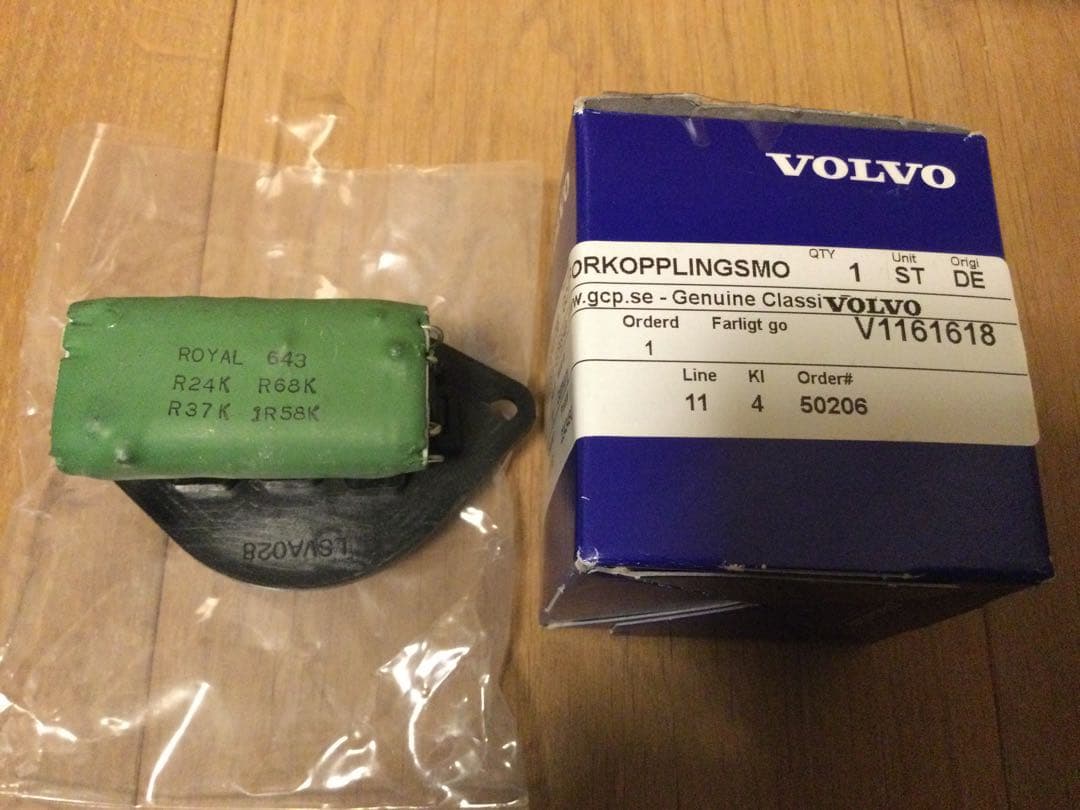 ROYAL 643
R24K R68K
R37K 1R58K
LSVA028
VOLVO
ORKOPPLINGSMO
QTY
1
Unit
ST
Origi
DE
w.gcp.se - Genuine Classi
VOLVO
Orderd
1
Farligt go
V1161618
Line
11
Kl
4
Order#
50206